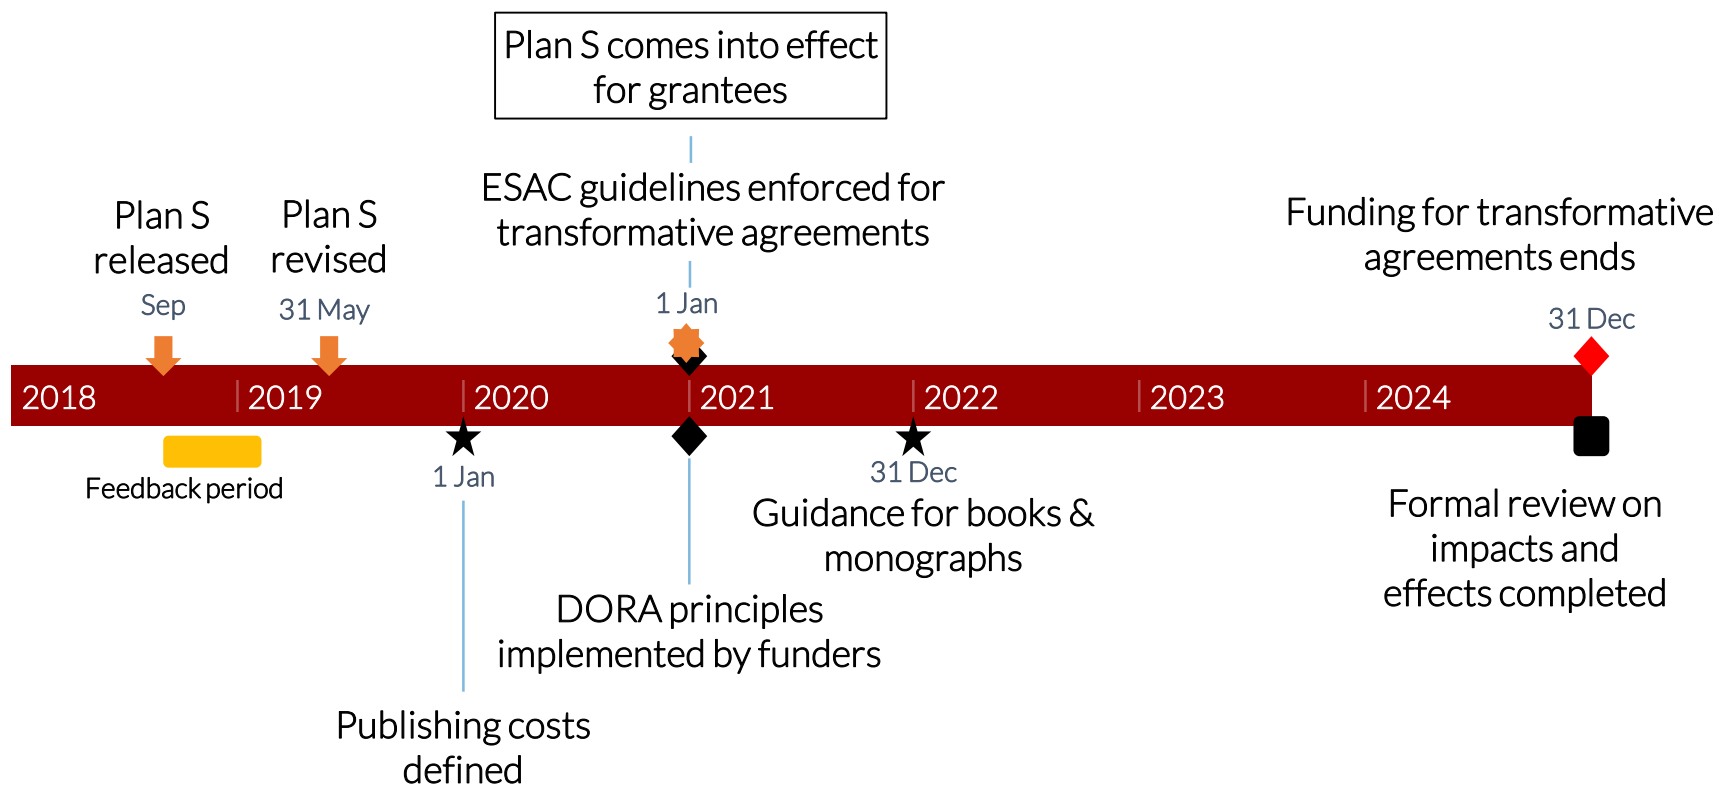 Plan S comes into effect
for grantees
ESAC guidelines enforced for
transformative agreements
1 Jan
Plan S
released
Sep
Plan S
revised
31 May
Funding for transformative
agreements ends
31 Dec
2018
2019
2020
2021
2022
2023
2024
Feedback period
1 Jan
Publishing costs
defined
DORA principles
implemented by funders
31 Dec
Guidance for books &
monographs
Formal review on
impacts and
effects completed